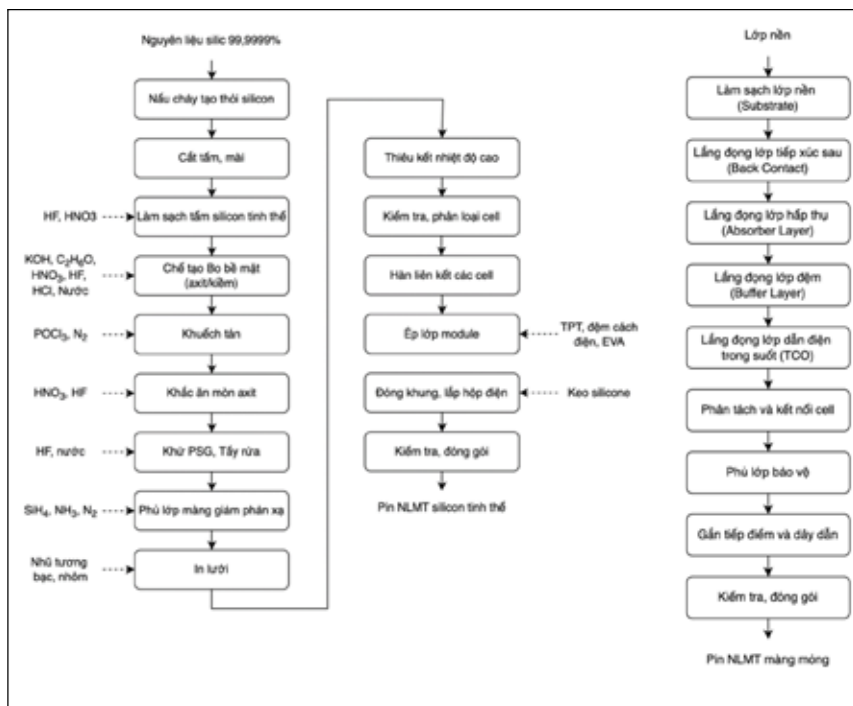 Nguyên liệu silic 99,9999%
Nấu chảy tạo thỏi silicon
Cắt tấm, mài
HF, HNO3
Làm sạch tấm silicon tinh thể
KOH, C₂H₆O,
HNO₃, HF,
HCl, Nước
Chế tạo Bo bề mặt
(axit/kiềm)
POCl₃, N₂
Khuếch tán
HNO₃, HF
Khắc ăn mòn axit
HF, nước
Khử PSG, Tẩy rửa
SiH₄, NH₃, N₂
Phủ lớp màng giảm phản xạ
Nhũ tương
bạc, nhôm
In lưới
Thiêu kết nhiệt độ cao
Kiểm tra, phân loại cell
Hàn liên kết các cell
Ép lớp module
TPT, đệm cách
điện, EVA
Đóng khung, lắp hộp điện
Keo silicone
Kiểm tra, đóng gói
Pin NLMT silicon tinh thể
Lớp nền
Làm sạch lớp nền
(Substrate)
Lắng đọng lớp tiếp xúc sau
(Back Contact)
Lắng đọng lớp hấp thụ
(Absorber Layer)
Lắng đọng lớp đệm
(Buffer Layer)
Lắng đọng lớp dẫn điện
trong suốt (TCO)
Phân tách và kết nối cell
Phủ lớp bảo vệ
Gắn tiếp điểm và dây dẫn
Kiểm tra, đóng gói
Pin NLMT màng mỏng